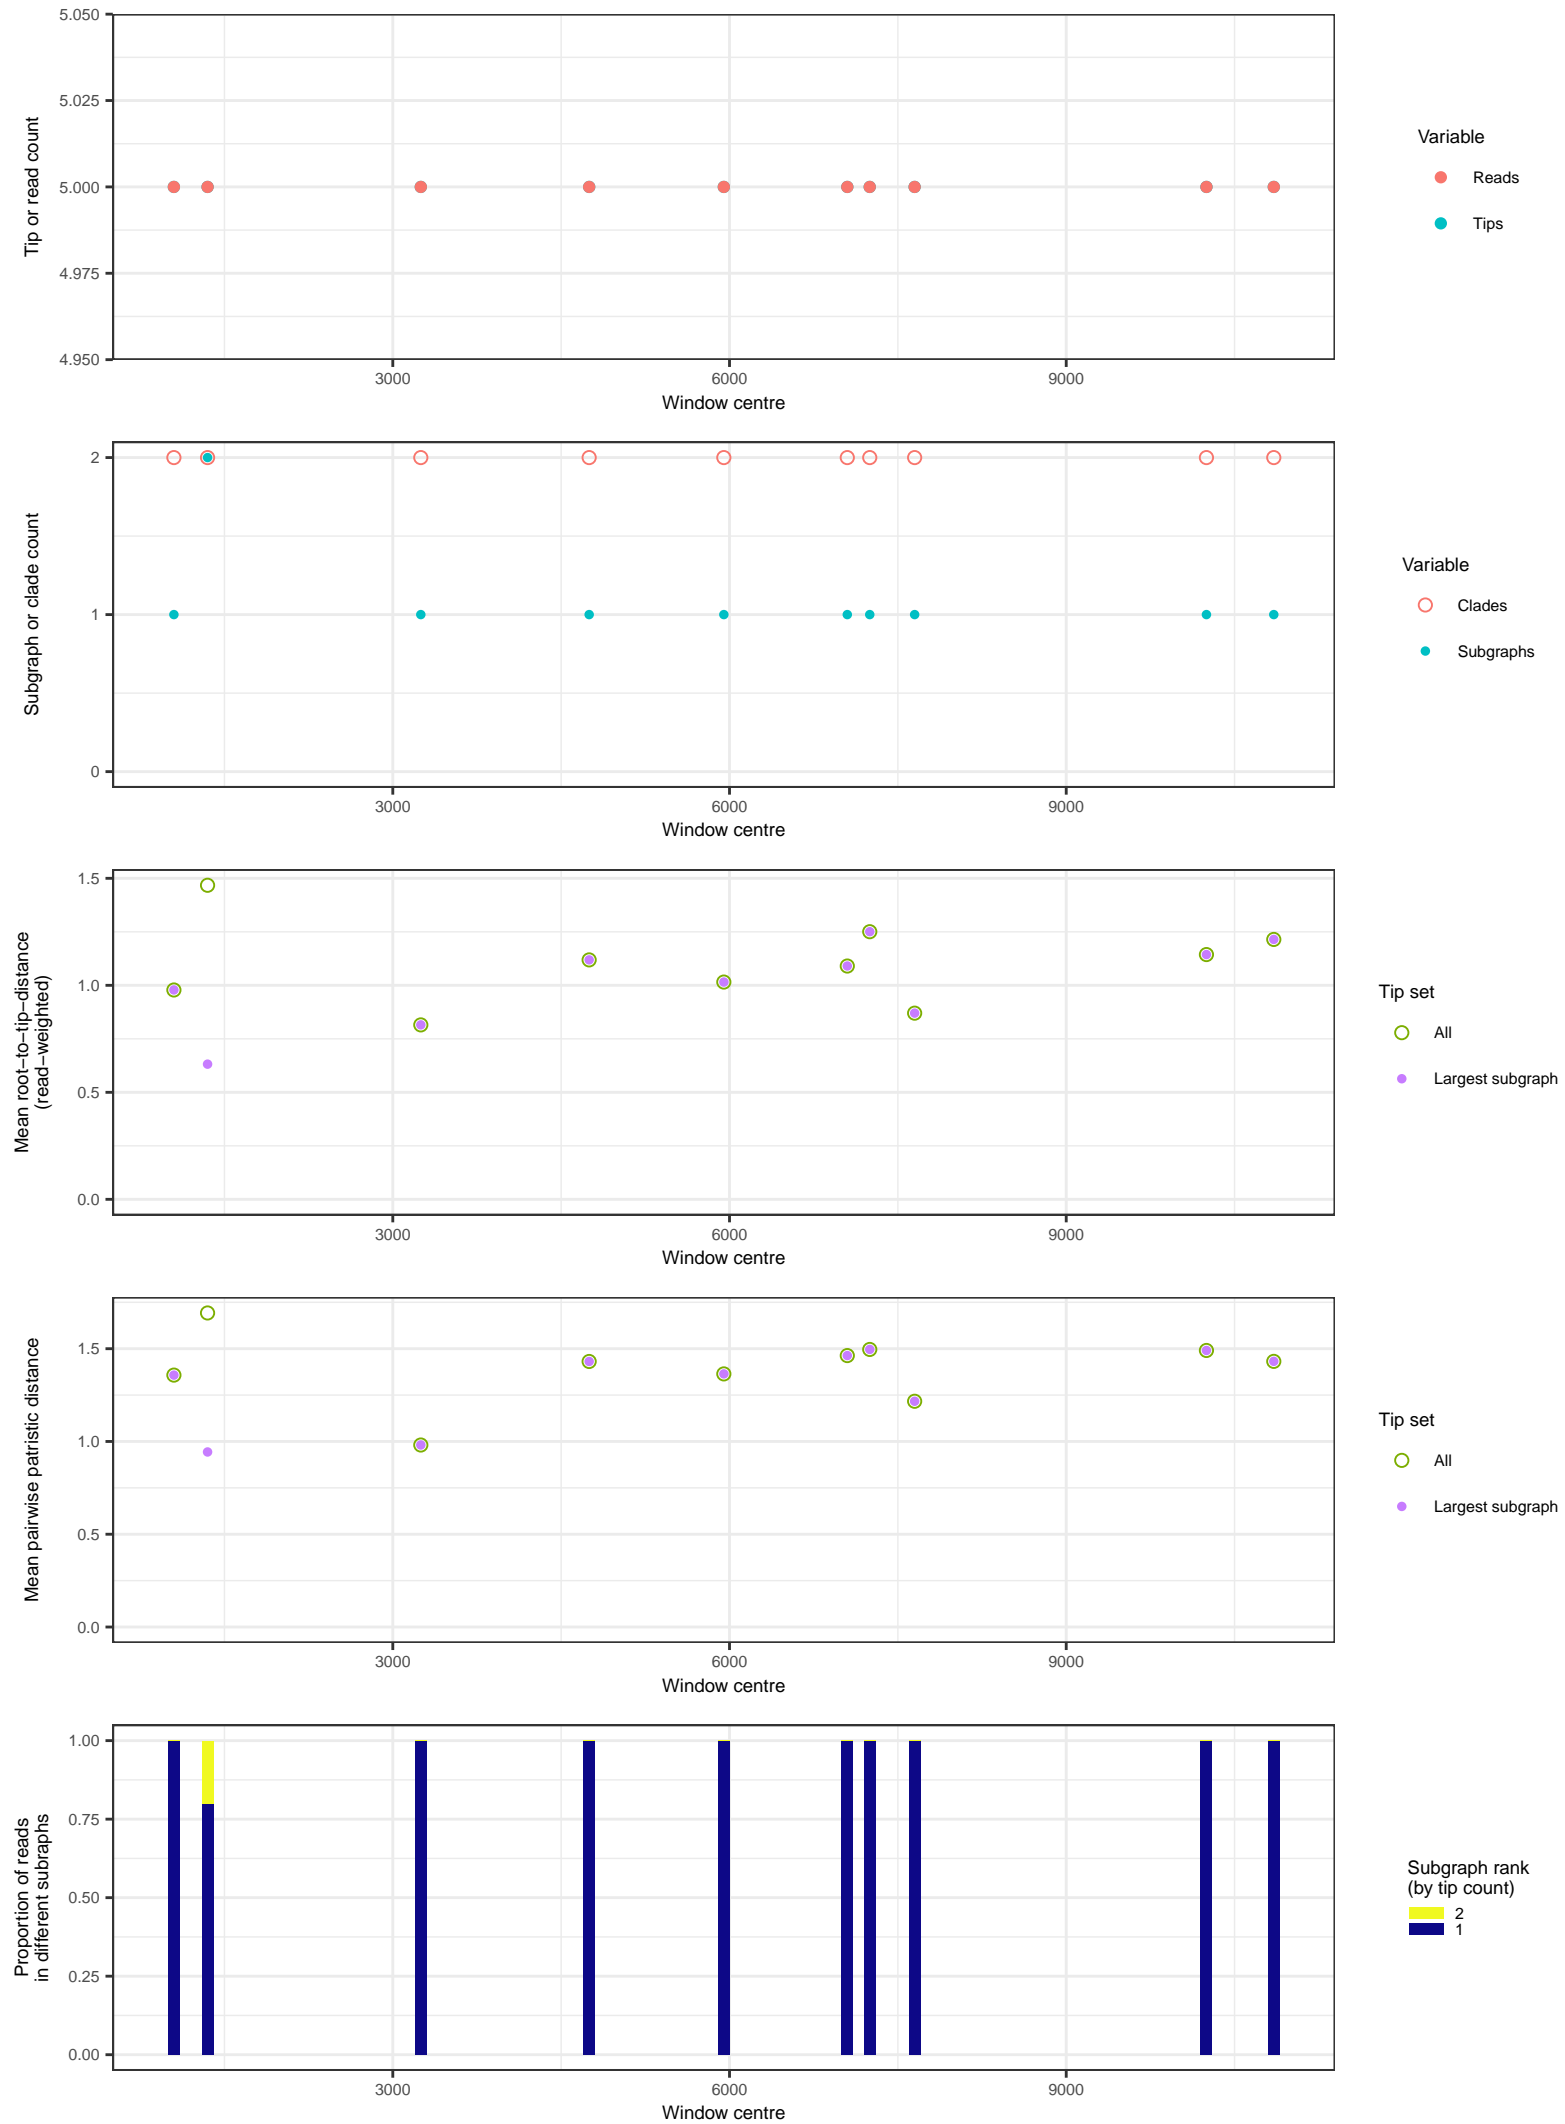 5.050
5.025
5.000
4.975
4.950
Tip or read count
3000 6000 9000
Window centre
Variable
Reads
Tips
2
1
0
Subgraph or clade count
3000 6000 9000
Window centre
Variable
Clades
Subgraphs
1.5
1.0
0.5
0.0
Mean root−to−tip−distance
(read−weighted)
3000 6000 9000
Window centre
Tip set
All
Largest subgraph
1.5
1.0
0.5
0.0
Mean pairwise patristic distance
3000 6000 9000
Window centre
Tip set
All
Largest subgraph
1.00
0.75
0.50
0.25
0.00
Proportion of reads
in different subraphs
3000 6000 9000
Window centre
Subgraph rank
(by tip count)
2
1